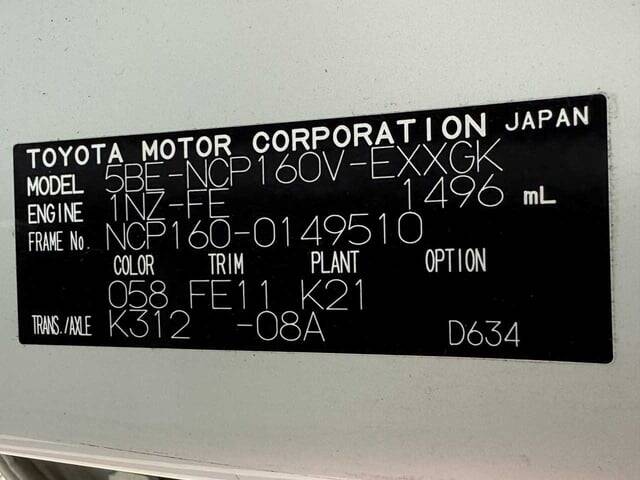 TOYOTA MOTOR CORPORATION JAPAN
MODEL 5BE-NCP160V-EXXGK
ENGINE 1NZ-FE 1496 mL
FRAME No. NCP160-0149510
COLOR TRIM PLANT OPTION
058 FE11 K21
TRANS./AXLE K312 -08A D634